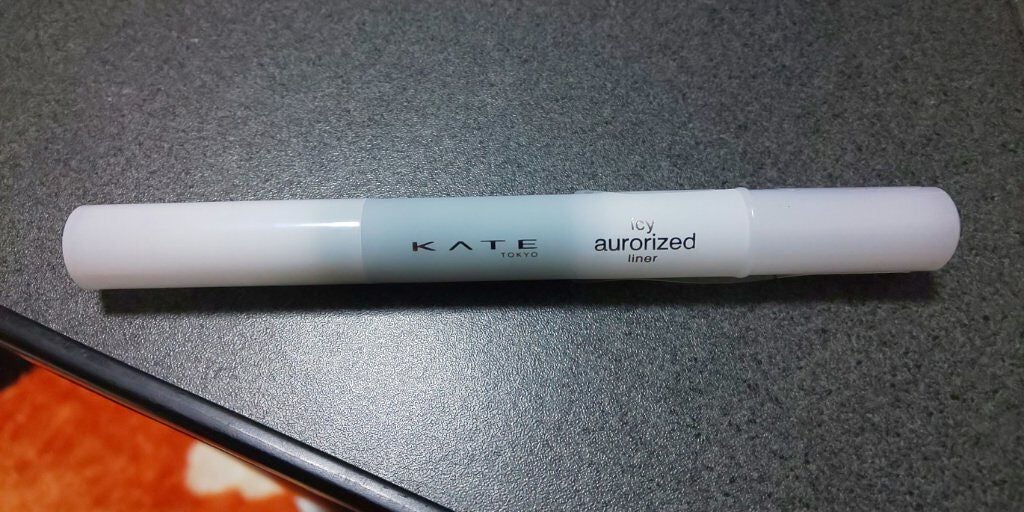 KATE
TOKYO
icy
aurorized
liner